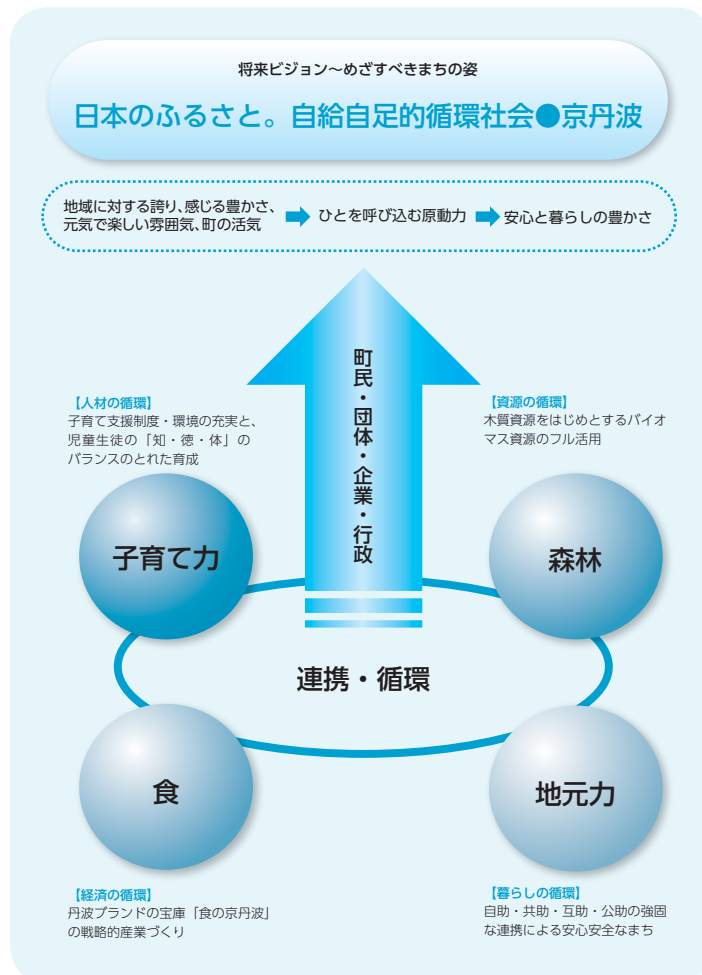 将来ビジョン～めざすべきまちの姿
日本のふるさと。自給自足的循環社会●京丹波
地域に対する誇り、感じる豊かさ、
元気で楽しい雰囲気、町の活気
ひとを呼び込む原動力
安心と暮らしの豊かさ
町民・団体・企業・行政
【人材の循環】
子育て支援制度・環境の充実と、
児童生徒の「知・徳・体」の
バランスのとれた育成
子育て力
【資源の循環】
木質資源をはじめとするバイオ
マス資源のフル活用
森林
連携・循環
食
【経済の循環】
丹波ブランドの宝庫「食の京丹波」
の戦略的産業づくり
地元力
【暮らしの循環】
自助・共助・互助・公助の強固
な連携による安心安全なまち